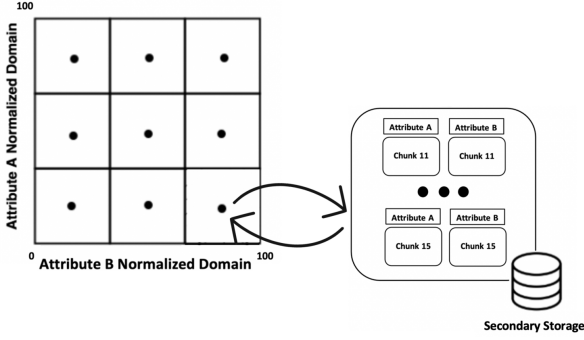 100
Attribute A Normalized Domain
0
Attribute B Normalized Domain
100
Attribute A
Attribute B
Chunk 11
Chunk 11
Attribute A
Attribute B
Chunk 15
Chunk 15
Secondary Storage